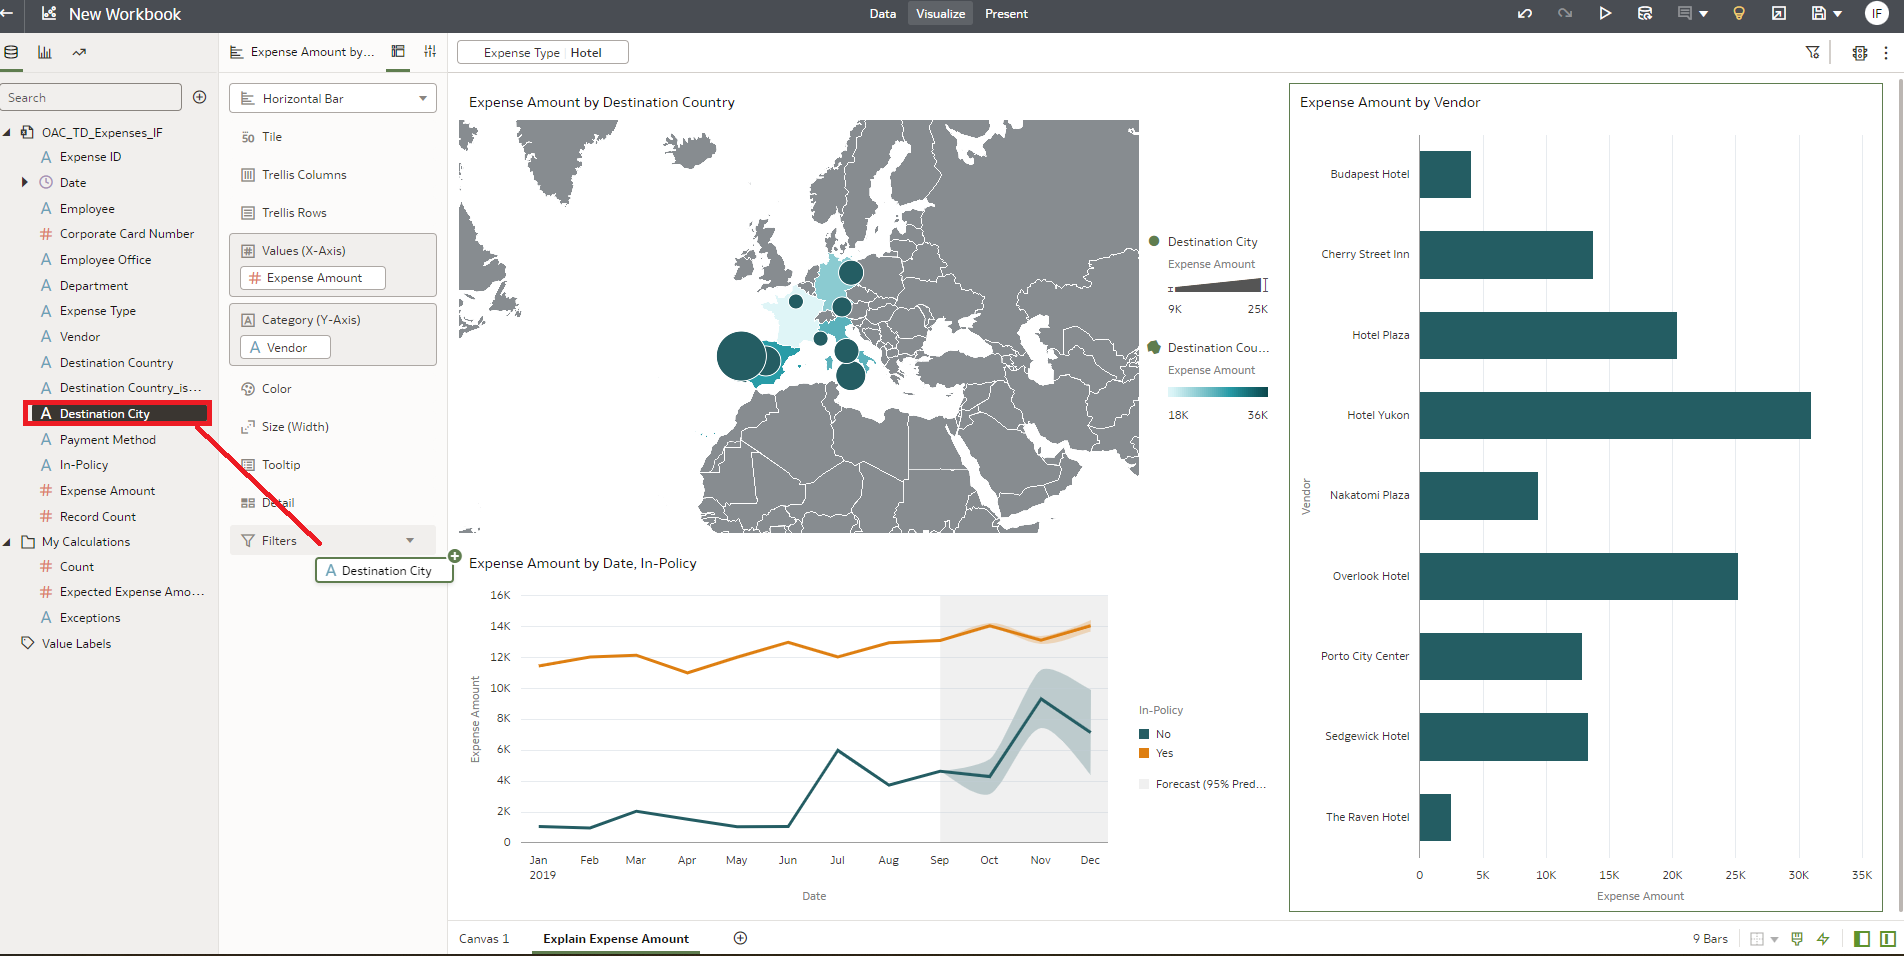 New Workbook
Data
Visualize
Present
IF
Search
OAC_TD_Expenses_IF
A Expense ID
Date
A Employee
# Corporate Card Number
A Employee Office
A Department
A Expense Type
A Vendor
A Destination Country
A Destination Country_is...
A Destination City
A Payment Method
A In-Policy
# Expense Amount
# Record Count
My Calculations
# Count
# Expected Expense Amo...
A Exceptions
Value Labels
Expense Amount by...
Horizontal Bar
50 Tile
Trellis Columns
Trellis Rows
# Values (X-Axis)
# Expense Amount
A Category (Y-Axis)
A Vendor
Color
Size (Width)
Tooltip
Detail
Filters
A Destination City
Expense Type Hotel
Expense Amount by Destination Country
Destination City
Expense Amount
9K 25K
Destination Cou...
Expense Amount
18K 36K
Expense Amount by Date, In-Policy
16K
14K
12K
10K
8K
6K
4K
2K
0
Expense Amount
Jan Feb Mar Apr May Jun Jul Aug Sep Oct Nov Dec
2019
Date
In-Policy
No
Yes
Forecast (95% Pred...
Expense Amount by Vendor
Vendor
Budapest Hotel
Cherry Street Inn
Hotel Plaza
Hotel Yukon
Nakatomi Plaza
Overlook Hotel
Porto City Center
Sedgewick Hotel
The Raven Hotel
0 5K 10K 15K 20K 25K 30K 35K
Expense Amount
Canvas 1
Explain Expense Amount
9 Bars